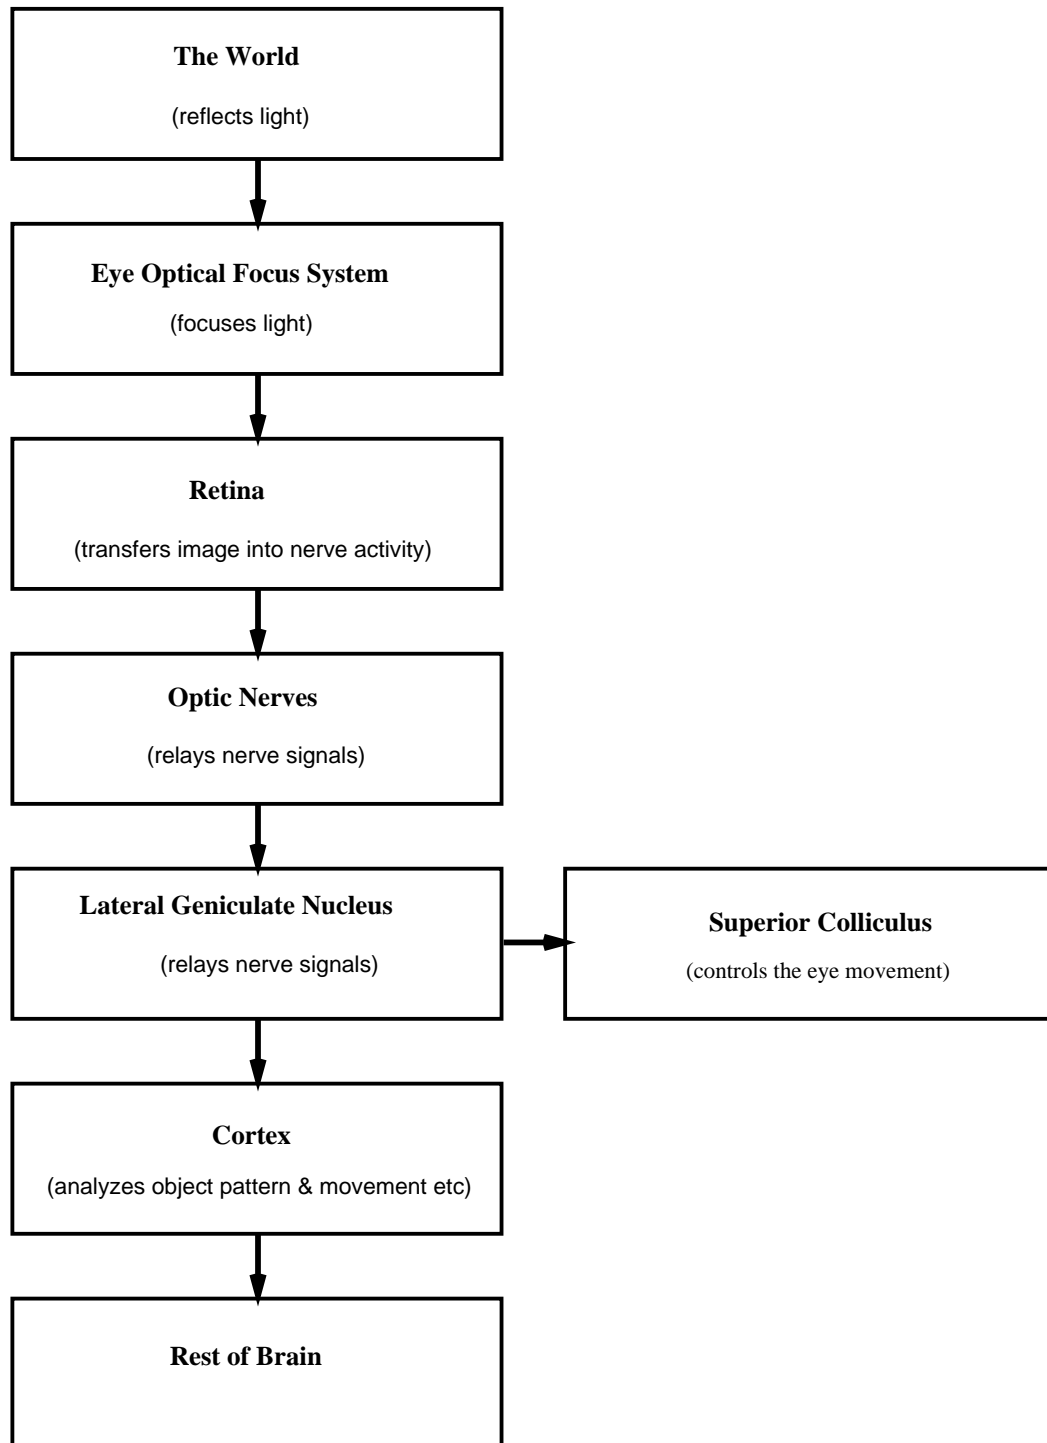 The World
(reflects light)
Eye Optical Focus System
(focuses light)
Retina
(transfers image into nerve activity)
Optic Nerves
(relays nerve signals)
Lateral Geniculate Nucleus
(relays nerve signals)
Superior Colliculus
(controls the eye movement)
Cortex
(analyzes object pattern & movement etc)
Rest of Brain